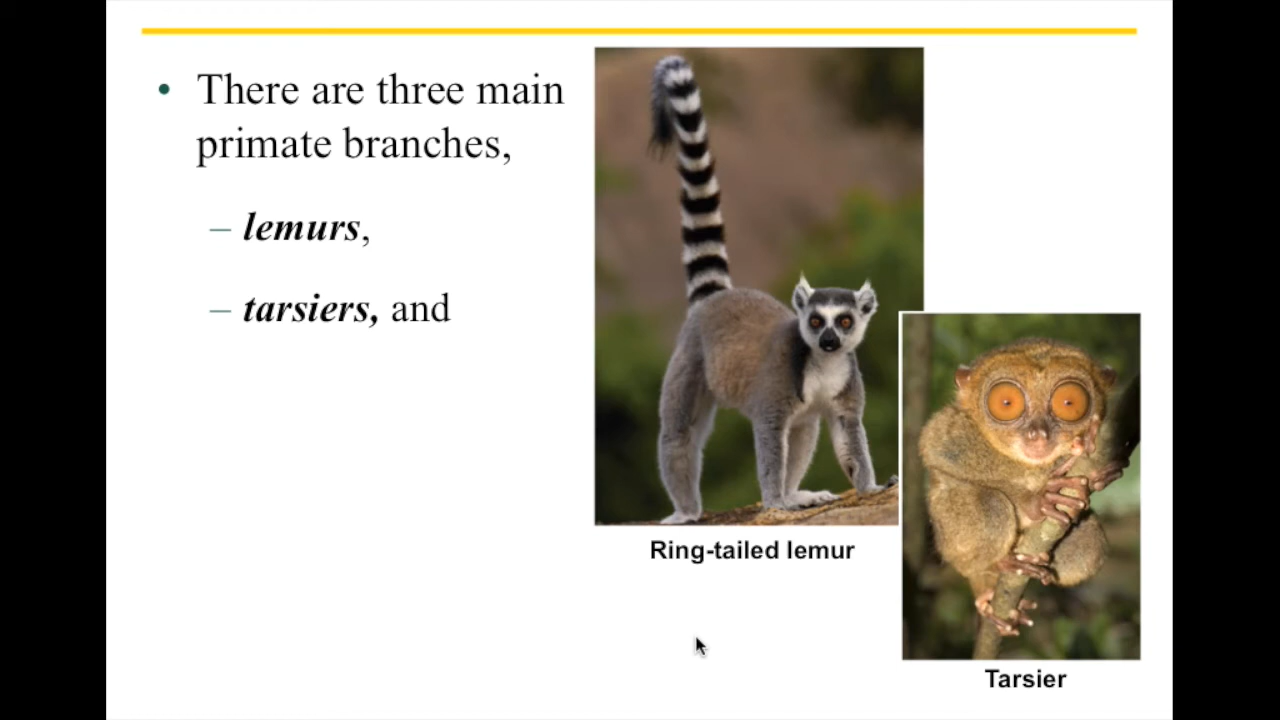 • There are three main
primate branches,
– lemurs,
– tarsiers, and
Ring-tailed lemur
Tarsier